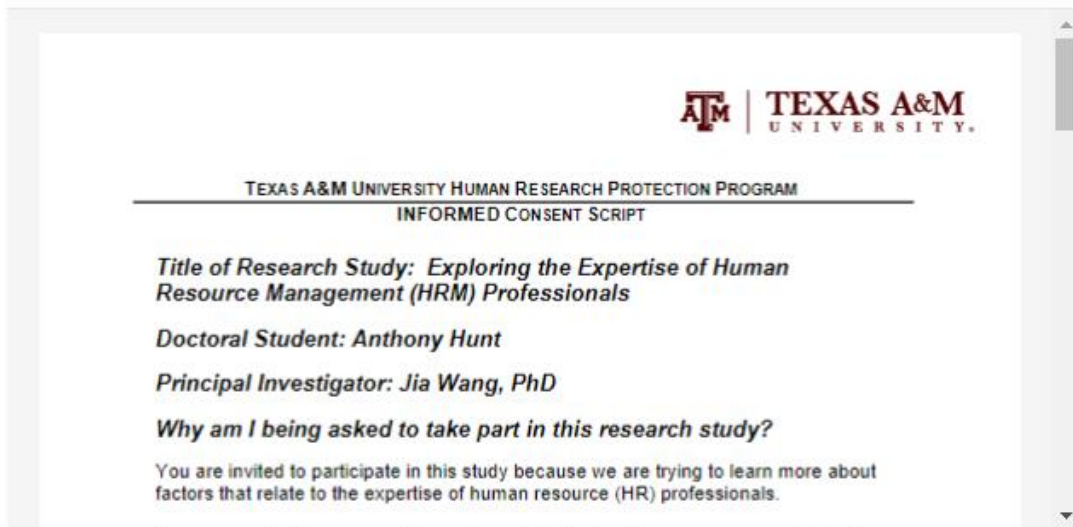 ATM | TEXAS A&M
UNIVERSITY.
TEXAS A&M UNIVERSITY HUMAN RESEARCH PROTECTION PROGRAM
INFORMED CONSENT SCRIPT
Title of Research Study: Exploring the Expertise of Human
Resource Management (HRM) Professionals
Doctoral Student: Anthony Hunt
Principal Investigator: Jia Wang, PhD
Why am I being asked to take part in this research study?
You are invited to participate in this study because we are trying to learn more about
factors that relate to the expertise of human resource (HR) professionals.